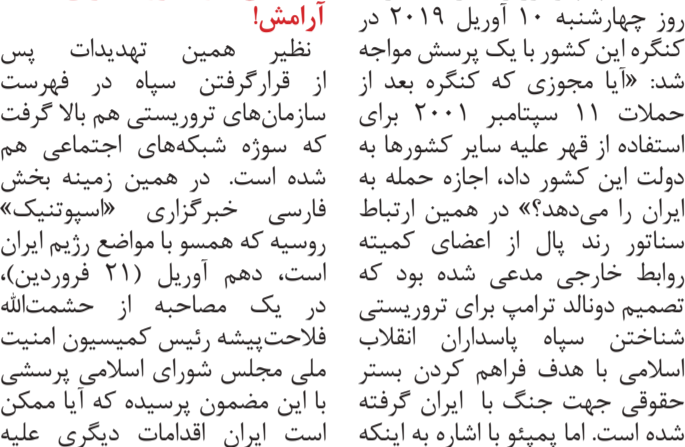 روز چهارشنبه ۱۰ آوریل ۲۰۱۹ در
کنگره این کشور با یک پرسش مواجه
شد: «آیا مجوزی که کنگره بعد از
حملات ۱۱ سپتامبر ۲۰۰۱ برای
استفاده از قهر علیه سایر کشورها به
دولت این کشور داد، اجازه حمله به
ایران را می‌دهد؟» در همین ارتباط
سناتور رند پال از اعضای کمیته
روابط خارجی مدعی شده بود که
تصمیم دونالد ترامپ برای تروریستی
شناختن سپاه پاسداران انقلاب
اسلامی با هدف فراهم کردن بستر
حقوقی جهت جنگ با ایران گرفته
شده است. اما پمپئو با اشاره به اینکه
آرامش!
نظیر همین تهدیدات پس
از قرارگرفتن سپاه در فهرست
سازمان‌های تروریستی هم بالا گرفت
که سوژه شبکه‌های اجتماعی هم
شده است. در همین زمینه بخش
فارسی خبرگزاری «اسپوتنیک»
روسیه که همسو با مواضع رژیم ایران
است، دهم آوریل (۲۱ فروردین)،
در یک مصاحبه از حشمت‌الله
فلاحت‌پیشه رئیس کمیسیون امنیت
ملی مجلس شورای اسلامی پرسشی
با این مضمون پرسیده که آیا ممکن
است ایران اقدامات دیگری علیه